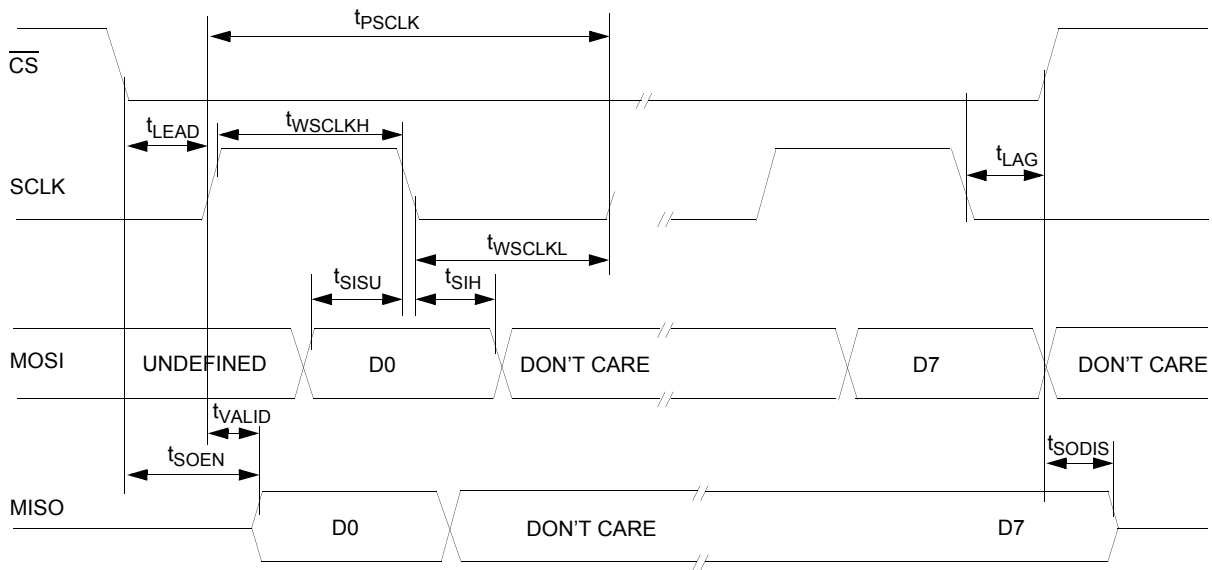 tPSCLK
CS
tLEAD
tWSCLKH
tLAG
SCLK
tWSCLKL
tSISU
tSIH
MOSI
UNDEFINED
D0
DON'T CARE
D7
DON'T CARE
tVALID
tSOEN
tSODIS
MISO
D0
DON'T CARE
D7